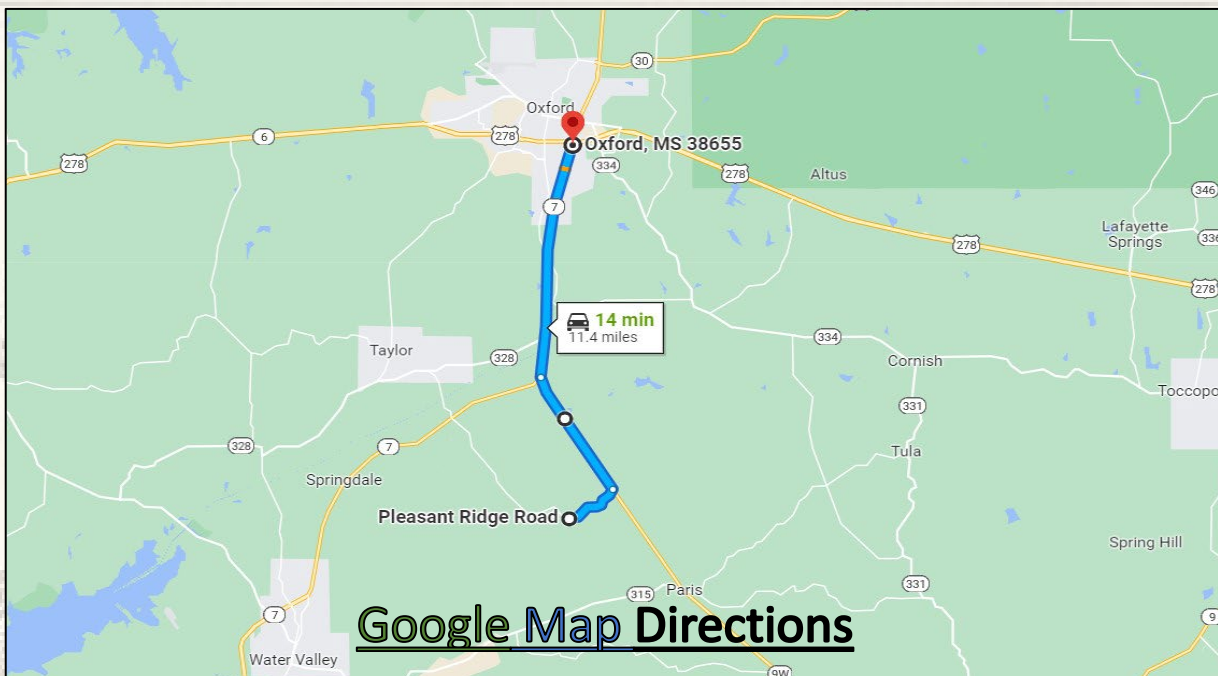 30
Oxford
6
278
278
Oxford, MS 38655
334
278
Altus
346
7
Lafayette
Springs
278
278
14 min
11.4 miles
334
Taylor
328
Cornish
Toccopo
331
7
328
Tula
Springdale
Pleasant Ridge Road
Spring Hill
331
315
Paris
7
9
Google Map Directions
Water Valley
9W